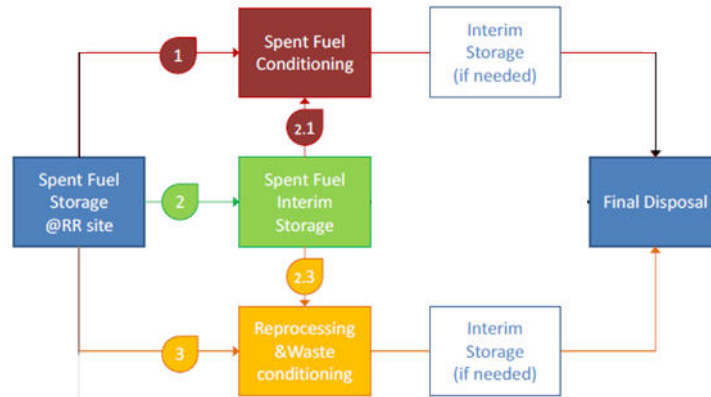 1
Spent Fuel
Conditioning
Interim
Storage
(if needed)
2.1
Spent Fuel
Storage
@RR site
2
Spent Fuel
Interim
Storage
Final Disposal
2.3
3
Reprocessing
&Waste
conditioning
Interim
Storage
(if needed)